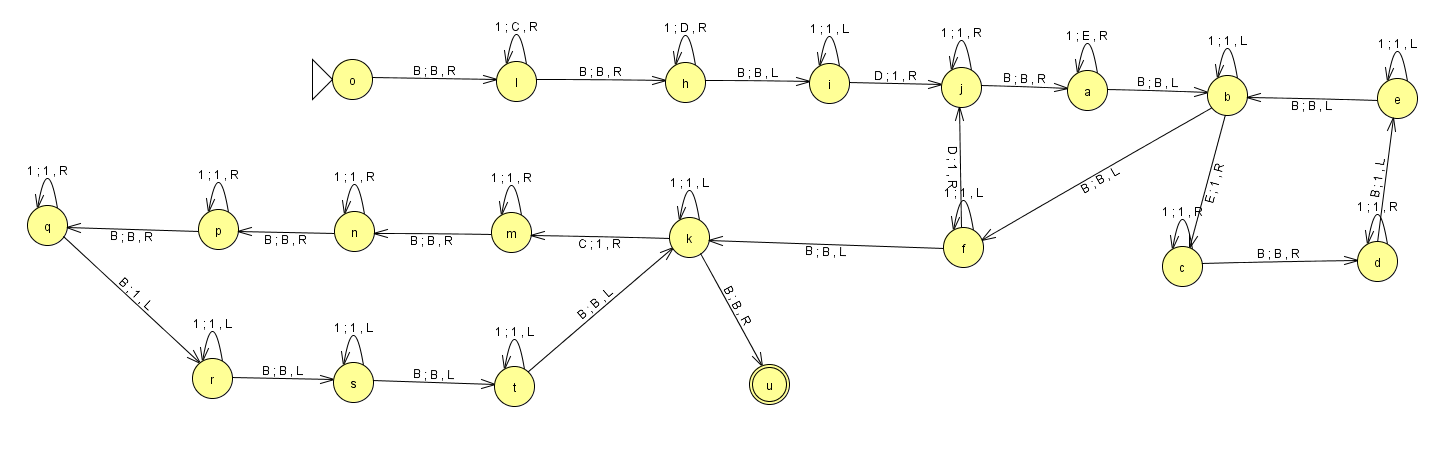 1 ; C , R
1 ; D , R
1 ; 1 , L
1 ; 1 , R
1 ; E , R
1 ; 1 , L
1 ; 1 , L
o
B ; B , R
l
B ; B , R
h
B ; B , L
i
D ; 1 , R
j
B ; B , R
a
B ; B , L
b
B ; B , L
e
1 ; 1 , R
1 ; 1 , R
1 ; 1 , R
1 ; 1 , R
1 ; 1 , L
D ; 1 , R
1 ; 1 , L
B ; B , L
E ; 1 , R
B ; 1 , L
1 ; 1 , R
1 ; 1 , R
q
B ; B , R
p
B ; B , R
n
B ; B , R
m
C ; 1 , R
k
B ; B , L
f
c
B ; B , R
d
B ; 1 , L
B ; B , L
B ; B , R
1 ; 1 , L
1 ; 1 , L
1 ; 1 , L
r
B ; B , L
s
B ; B , L
t
u